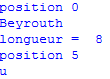 position 0
Beyrouth
longueur =  8
position 5
u